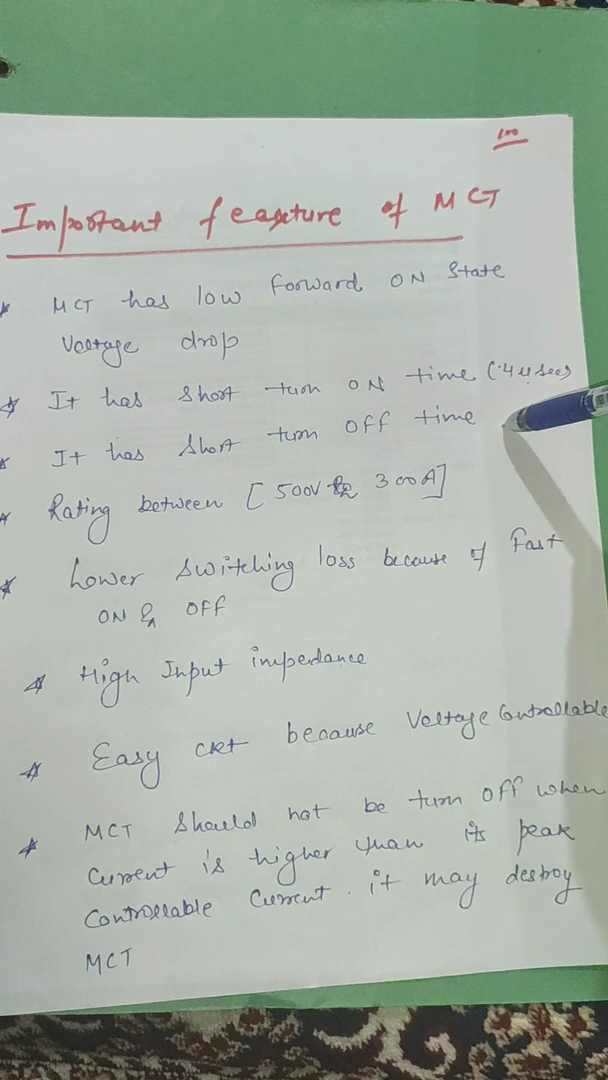 100
Important feature of MCT
* MCT has low forward ON state
Voltage drop
* It has short turn ON time (.4 μsec)
* It has short turn OFF time
* Rating between [500V & 300A]
* Lower switching loss because of fast
ON & OFF
* High Input impedance
* Easy CKT because Voltage Controllable
* MCT should not be turn OFF when
Current is higher than its peak
Controllable Current. it may destroy
MCT